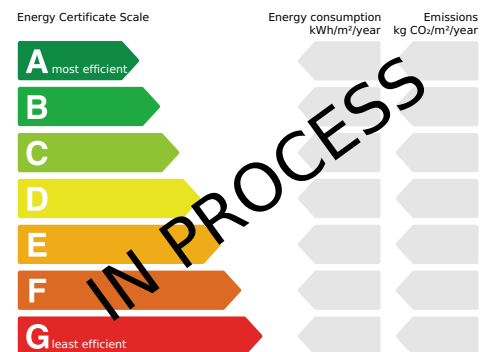 Energy Certificate Scale
Energy consumption
kWh/m²/year
Emissions
kg CO₂/m²/year
A most efficient
B
C
D
E
F
G least efficient
IN PROCESS